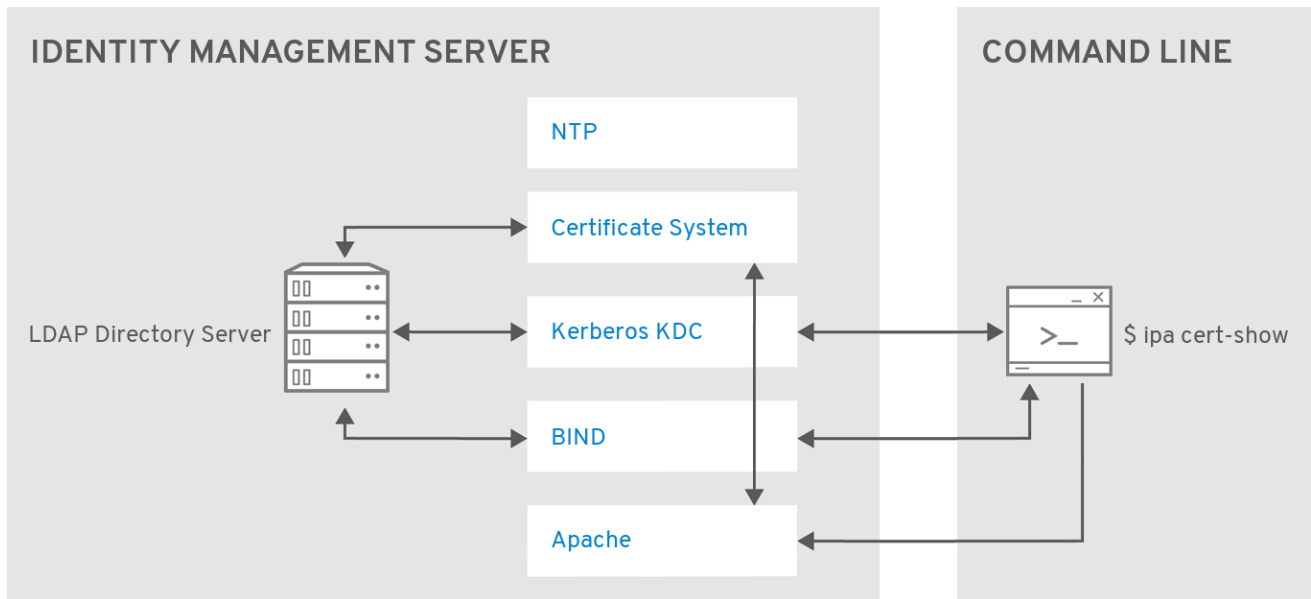 IDENTITY MANAGEMENT SERVER
COMMAND LINE
NTP
Certificate System
LDAP Directory Server
Kerberos KDC
$ ipa cert-show
BIND
Apache